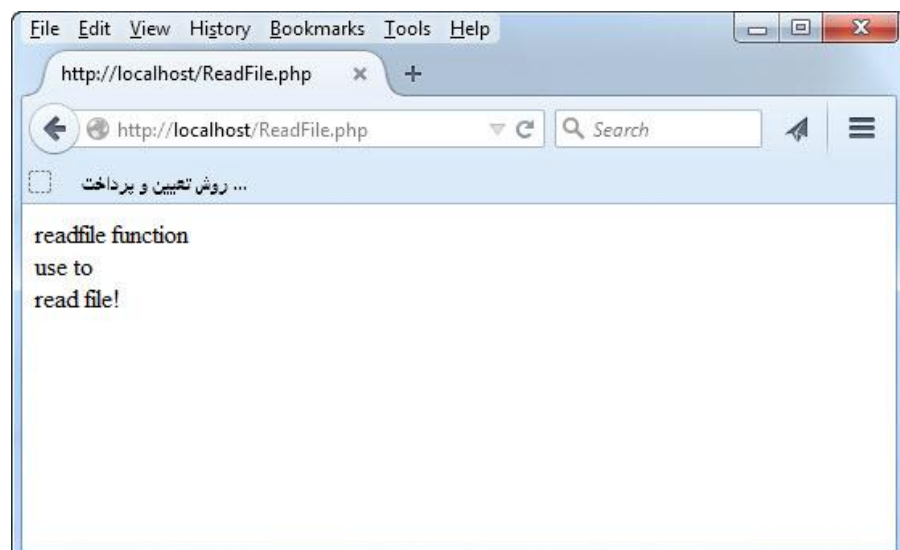 File Edit View History Bookmarks Tools Help
http://localhost/ReadFile.php
http://localhost/ReadFile.php Search
روش تعیین و پرداخت ...
readfile function
use to
read file!